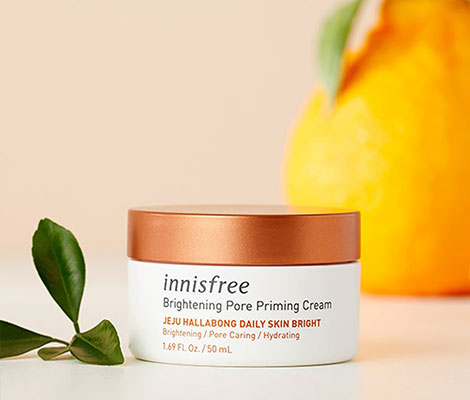 innisfree
Brightening Pore Priming Cream
JEJU HALLABONG DAILY SKIN BRIGHT
Brightening / Pore Caring / Hydrating
1.69 Fl. Oz. / 50 mL